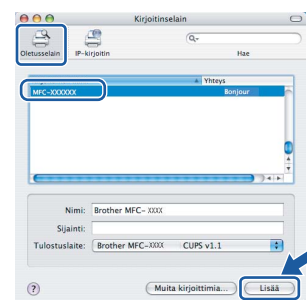 Kirjoitinselain
Oletusselain IP-kirjoitin Hae
Yhteys
MFC-XXXXXX Bonjour
Nimi: Brother MFC- XXXX
Sijainti:
Tulostuslaite: Brother MFC-XXXX CUPS v1.1
? Muita kirjoittimia... Lisää